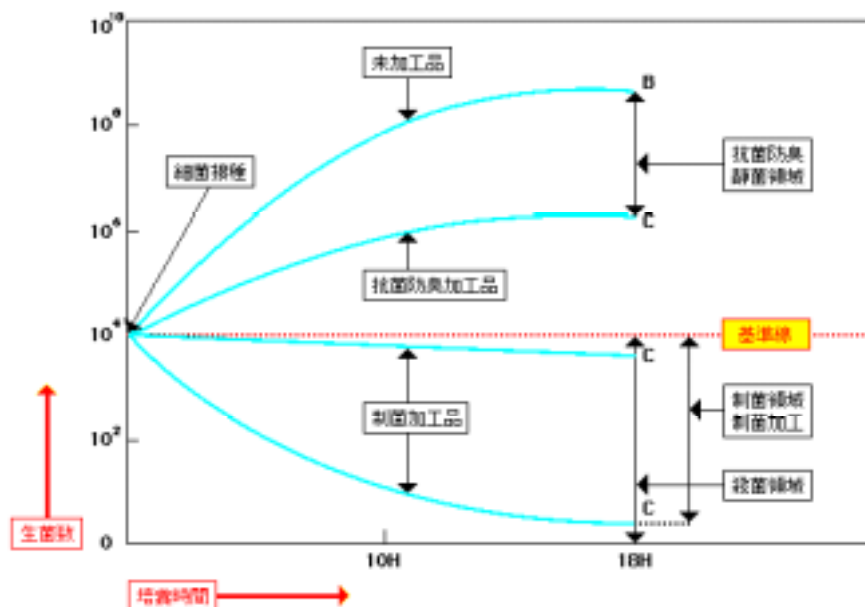 10¹⁰
未加工品
B
10⁸
抗菌防臭
静菌領域
細菌接種
10⁶
C
抗菌防臭加工品
10⁴
基準線
C
制菌領域
制菌加工
制菌加工品
10²
殺菌領域
C
生菌数
0
10H
18H
培養時間